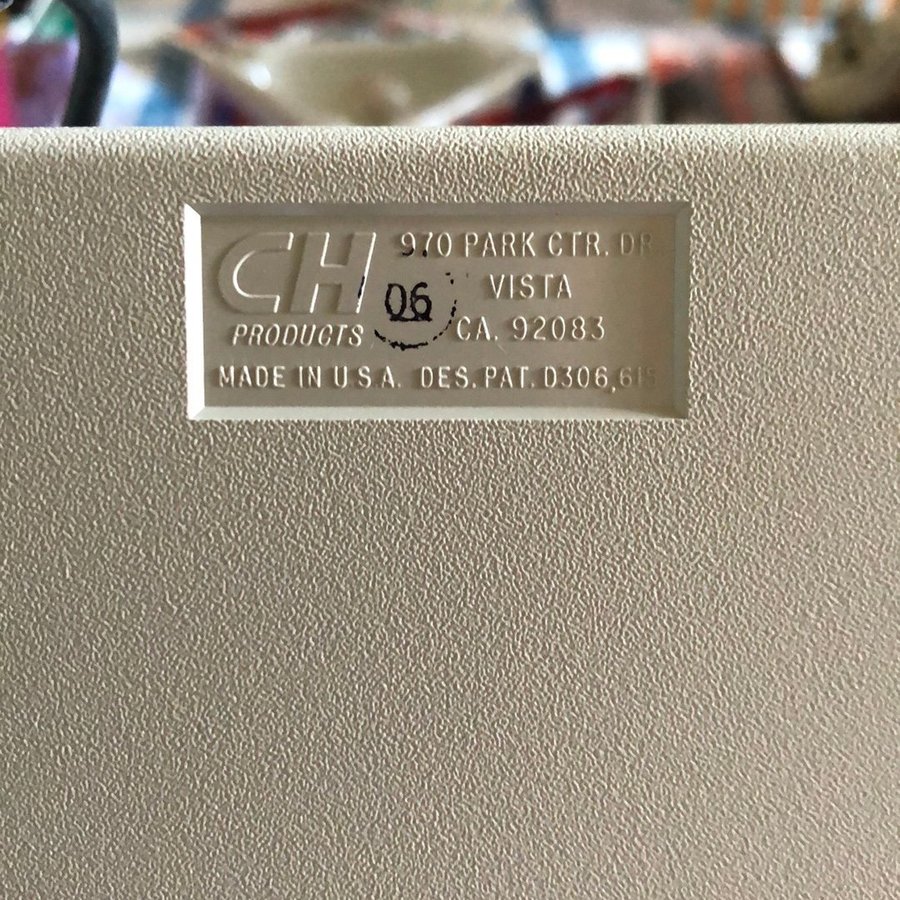 CH
PRODUCTS
970 PARK CTR. DR
VISTA
CA. 92083
06
MADE IN U S A. DES. PAT. D306,615